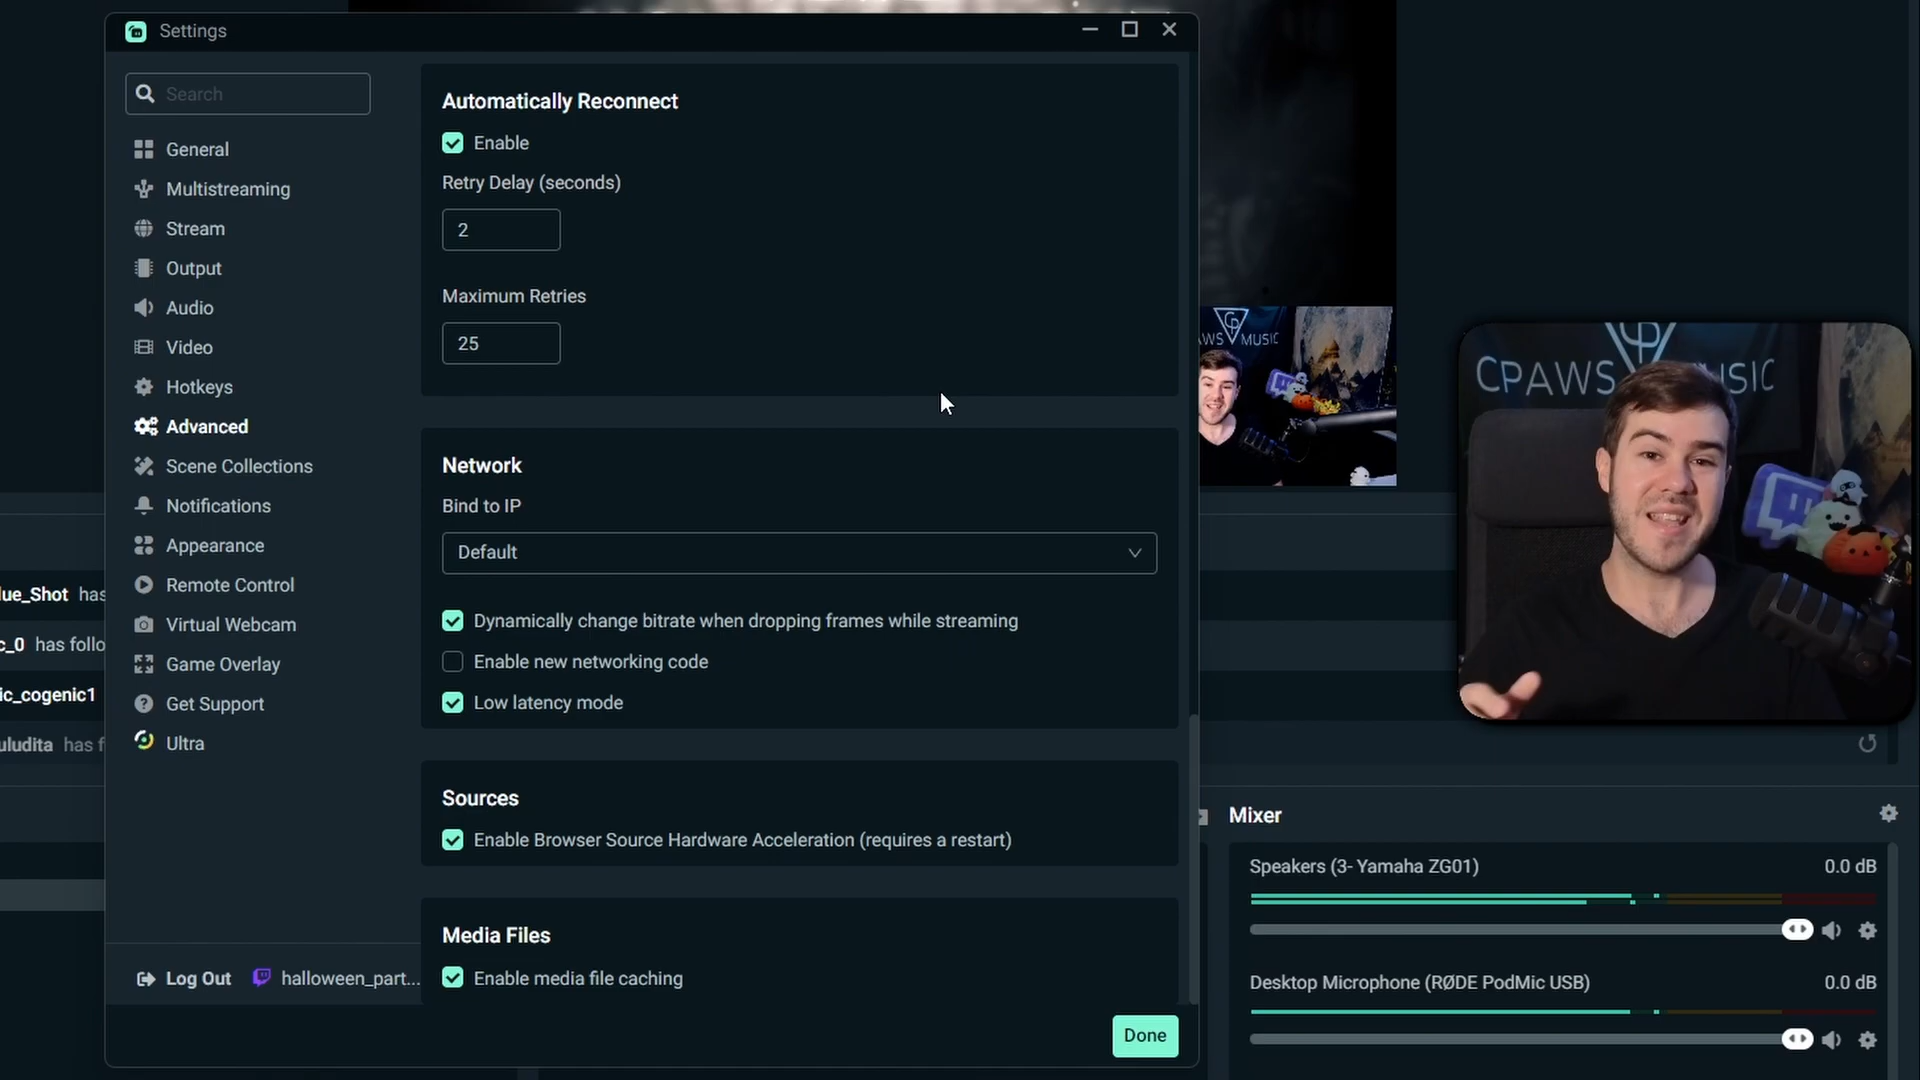 Settings
Search
General
Multistreaming
Stream
Output
Audio
Video
Hotkeys
Advanced
Scene Collections
Notifications
Appearance
Remote Control
Virtual Webcam
Game Overlay
Get Support
Ultra
Log Out
halloween_part...
Automatically Reconnect
Enable
Retry Delay (seconds)
2
Maximum Retries
25
Network
Bind to IP
Default
Dynamically change bitrate when dropping frames while streaming
Enable new networking code
Low latency mode
Sources
Enable Browser Source Hardware Acceleration (requires a restart)
Media Files
Enable media file caching
Done
lue_Shot has
c_0 has follo
ic_cogenic1
uludita has f
CP
WS MUSIC
CPAWS MUSIC
Mixer
Speakers (3- Yamaha ZG01) 0.0 dB
Desktop Microphone (RØDE PodMic USB) 0.0 dB